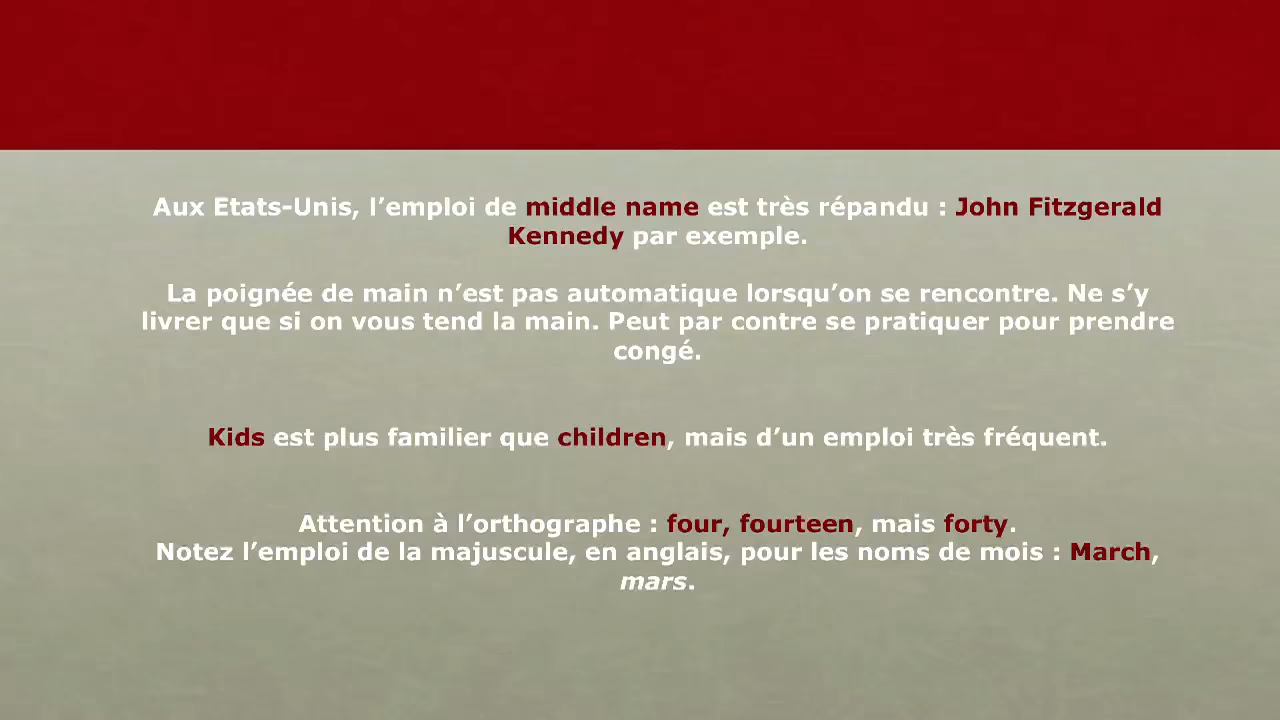 Aux Etats-Unis, l’emploi de middle name est très répandu : John Fitzgerald
Kennedy par exemple.
La poignée de main n’est pas automatique lorsqu’on se rencontre. Ne s’y
livrer que si on vous tend la main. Peut par contre se pratiquer pour prendre
congé.
Kids est plus familier que children, mais d’un emploi très fréquent.
Attention à l’orthographe : four, fourteen, mais forty.
Notez l’emploi de la majuscule, en anglais, pour les noms de mois : March,
mars.